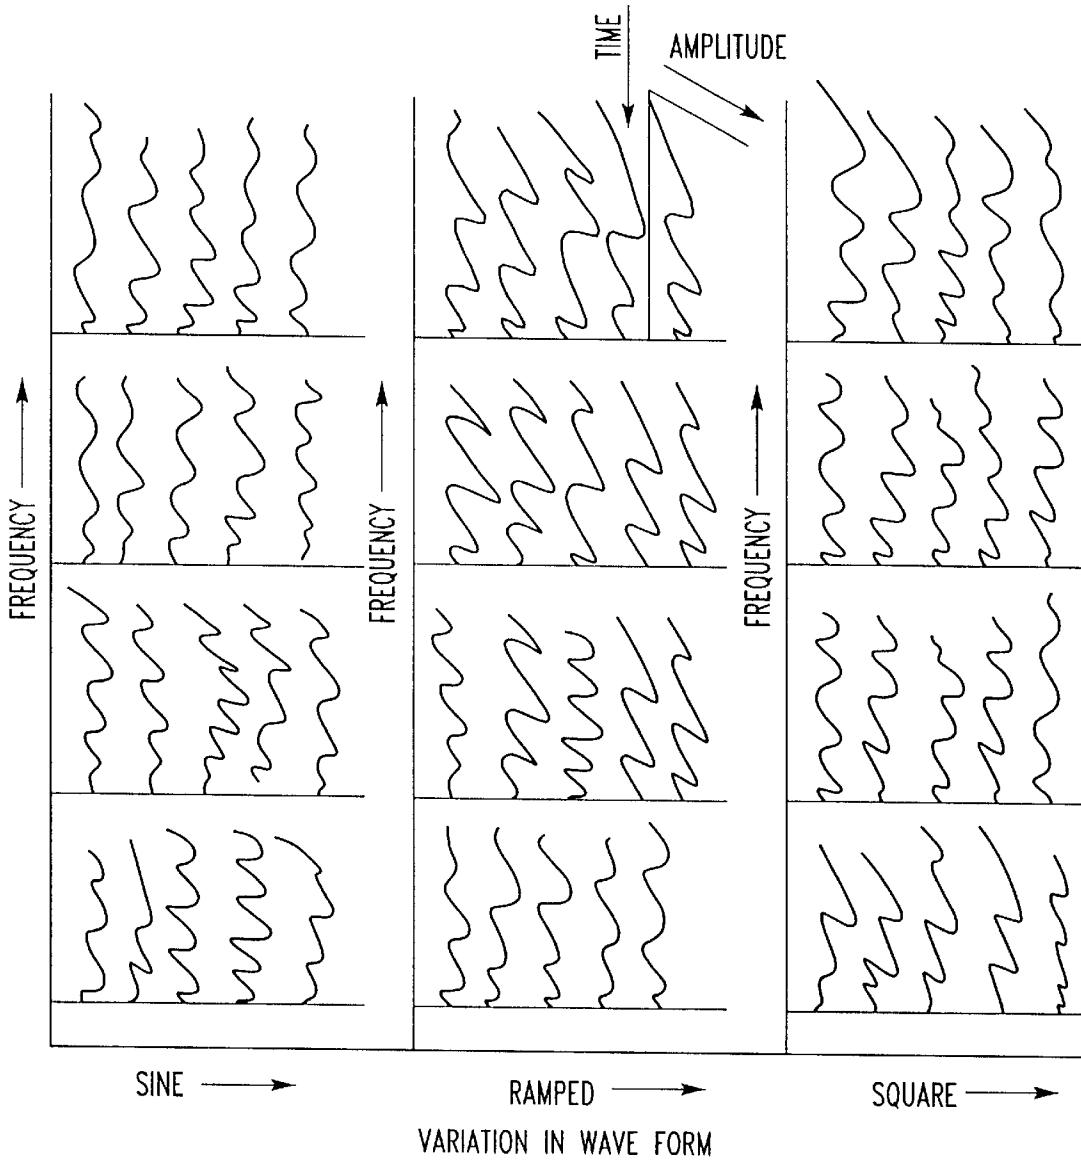 TIME
AMPLITUDE
FREQUENCY
FREQUENCY
FREQUENCY
SINE
RAMPED
SQUARE
VARIATION IN WAVE FORM